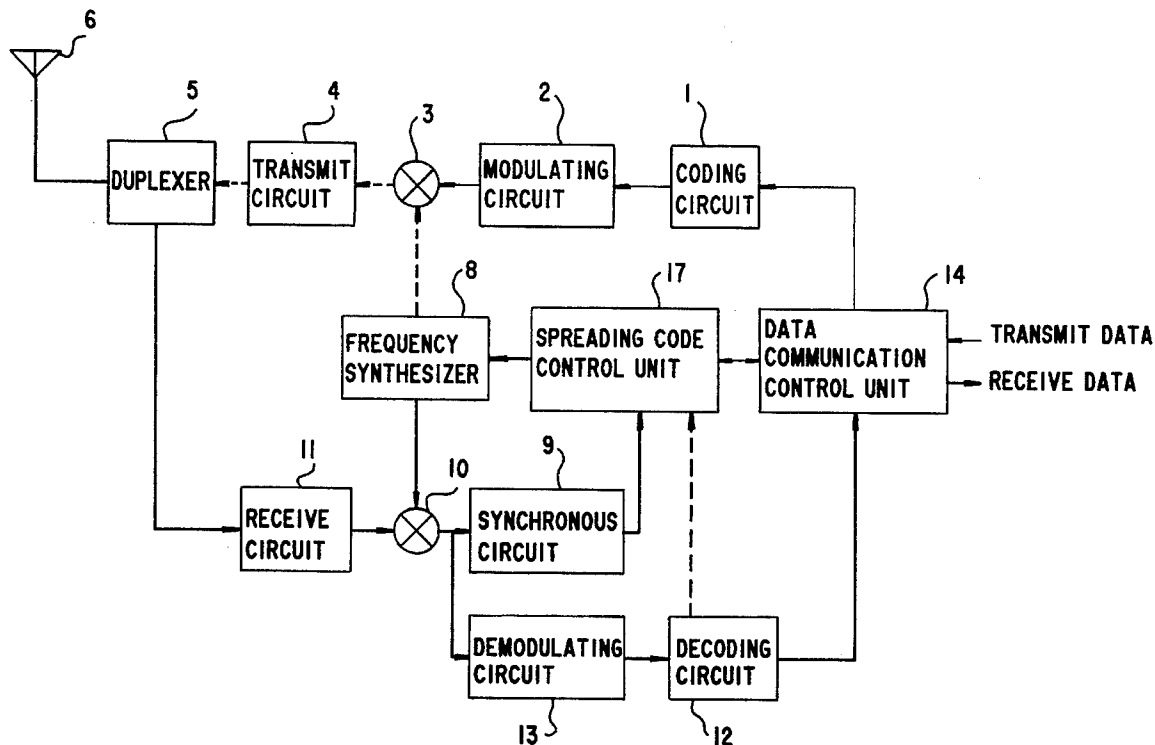 6
5
4
3
2
1
DUPLEXER
TRANSMIT
CIRCUIT
MODULATING
CIRCUIT
CODING
CIRCUIT
8
17
14
FREQUENCY
SYNTHESIZER
SPREADING CODE
CONTROL UNIT
DATA
COMMUNICATION
CONTROL UNIT
TRANSMIT DATA
RECEIVE DATA
11
10
9
RECEIVE
CIRCUIT
SYNCHRONOUS
CIRCUIT
DEMODULATING
CIRCUIT
DECODING
CIRCUIT
13
12